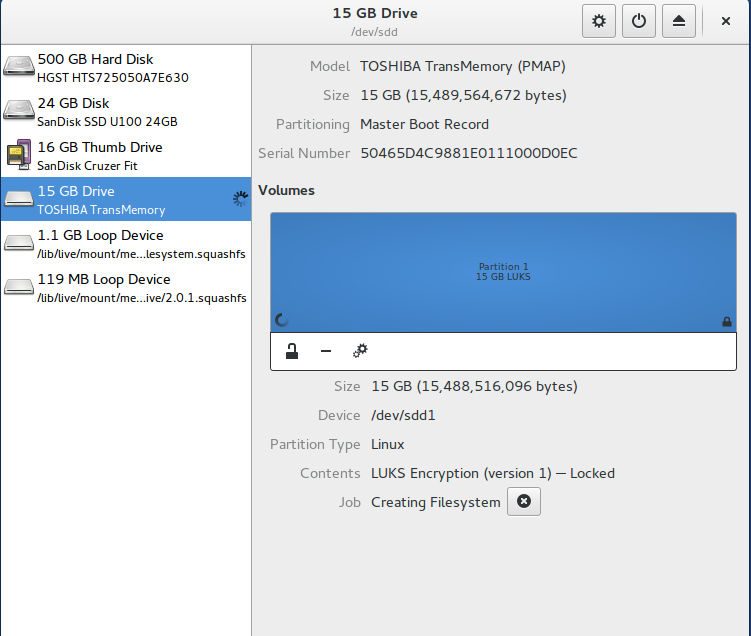 15 GB Drive
/dev/sdd
500 GB Hard Disk
HGST HTS725050A7E630
24 GB Disk
SanDisk SSD U100 24GB
16 GB Thumb Drive
SanDisk Cruzer Fit
15 GB Drive
TOSHIBA TransMemory
1.1 GB Loop Device
/lib/live/mount/me...lesystem.squashfs
119 MB Loop Device
/lib/live/mount/me...ive/2.0.1.squashfs
Model TOSHIBA TransMemory (PMAP)
Size 15 GB (15,489,564,672 bytes)
Partitioning Master Boot Record
Serial Number 50465D4C9881E0111000D0EC
Volumes
Partition 1
15 GB LUKS
Size 15 GB (15,488,516,096 bytes)
Device /dev/sdd1
Partition Type Linux
Contents LUKS Encryption (version 1) — Locked
Job Creating Filesystem